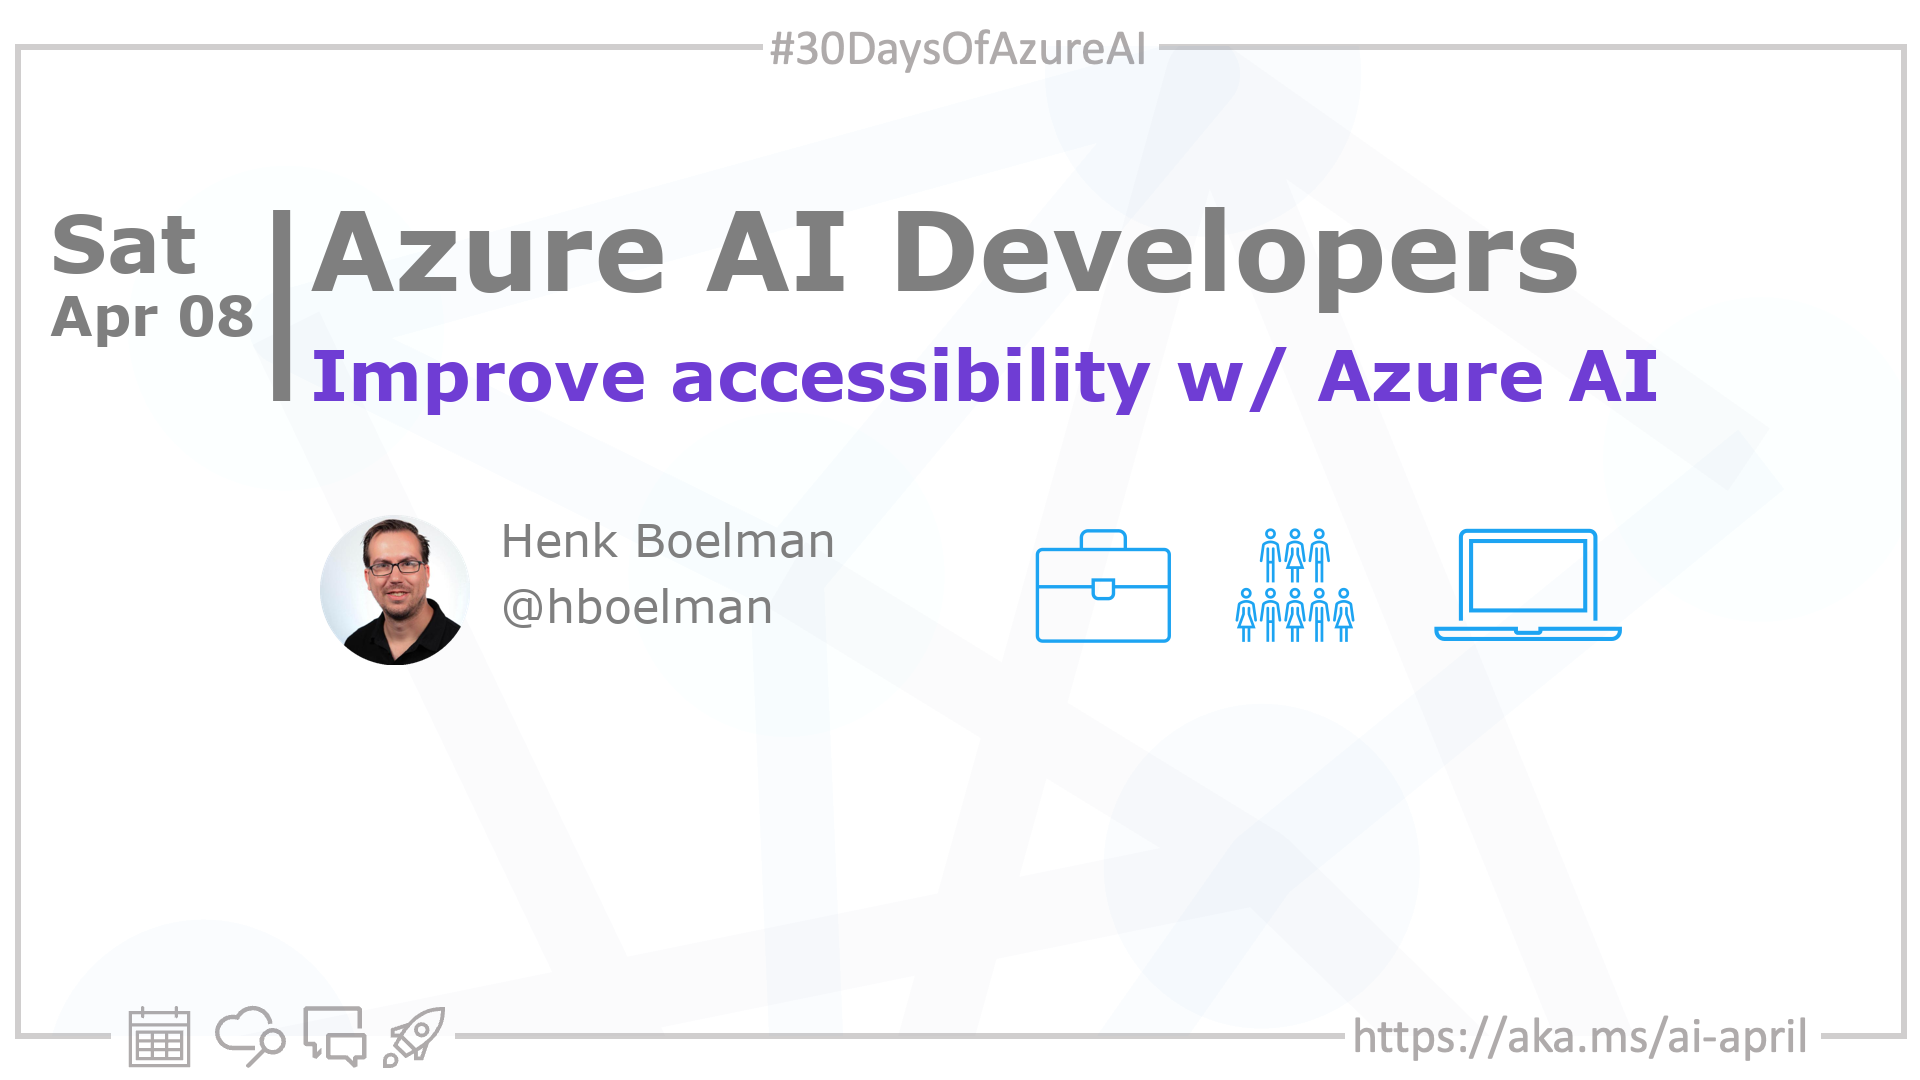 #30DaysOfAzureAI
Sat
Apr 08
Azure AI Developers
Improve accessibility w/ Azure AI
Henk Boelman
@hboelman
https://aka.ms/ai-april